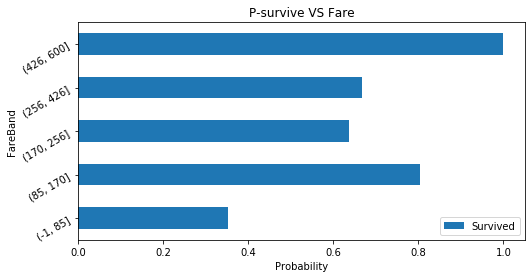 P-survive VS Fare
FareBand
(426, 600]
(256, 426]
(170, 256]
(85, 170]
(-1, 85]
Survived
0.0 0.2 0.4 0.6 0.8 1.0
Probability